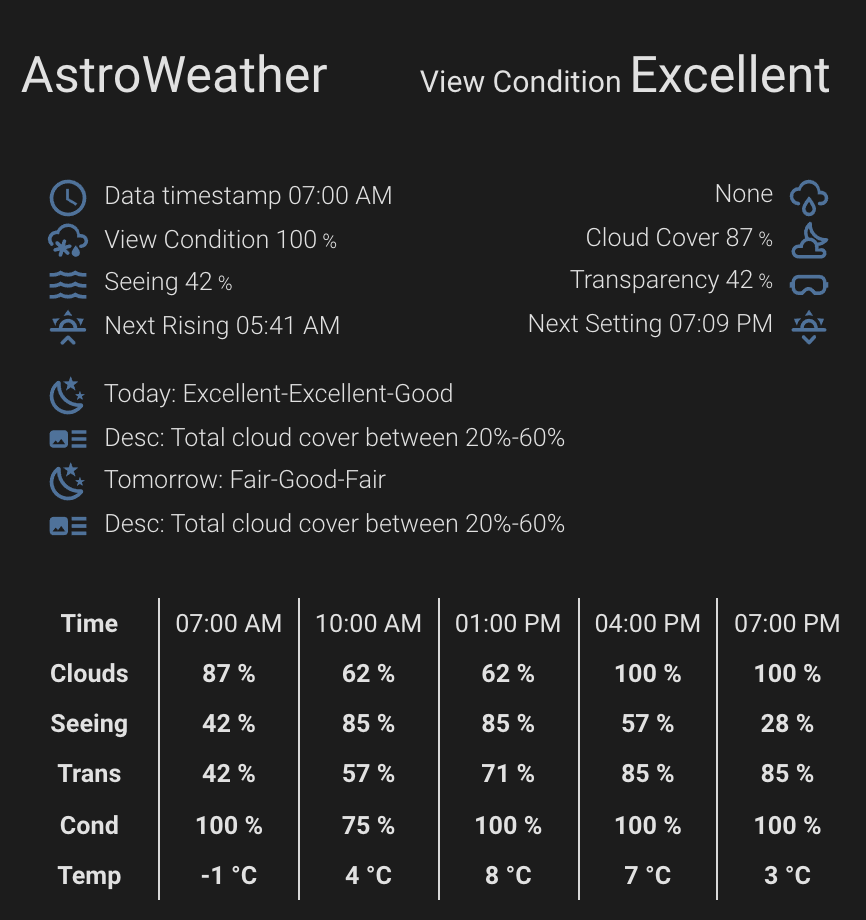 AstroWeather View Condition Excellent
Data timestamp 07:00 AM None
View Condition 100 % Cloud Cover 87 %
Seeing 42 % Transparency 42 %
Next Rising 05:41 AM Next Setting 07:09 PM
Today: Excellent-Excellent-Good
Desc: Total cloud cover between 20%-60%
Tomorrow: Fair-Good-Fair
Desc: Total cloud cover between 20%-60%
Time 07:00 AM 10:00 AM 01:00 PM 04:00 PM 07:00 PM
Clouds 87 % 62 % 62 % 100 % 100 %
Seeing 42 % 85 % 85 % 57 % 28 %
Trans 42 % 57 % 71 % 85 % 85 %
Cond 100 % 75 % 100 % 100 % 100 %
Temp -1 °C 4 °C 8 °C 7 °C 3 °C